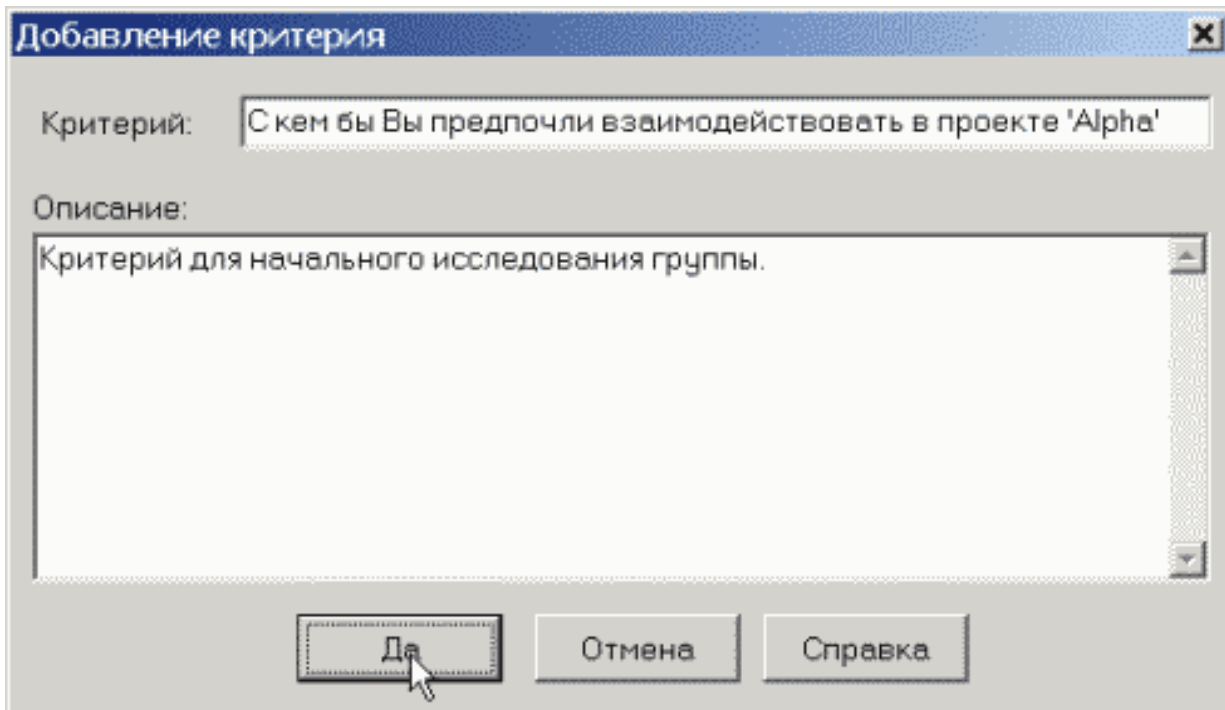 Добавление критерия
Критерий: С кем бы Вы предпочли взаимодействовать в проекте 'Alpha'
Описание:
Критерий для начального исследования группы.
Да Отмена Справка